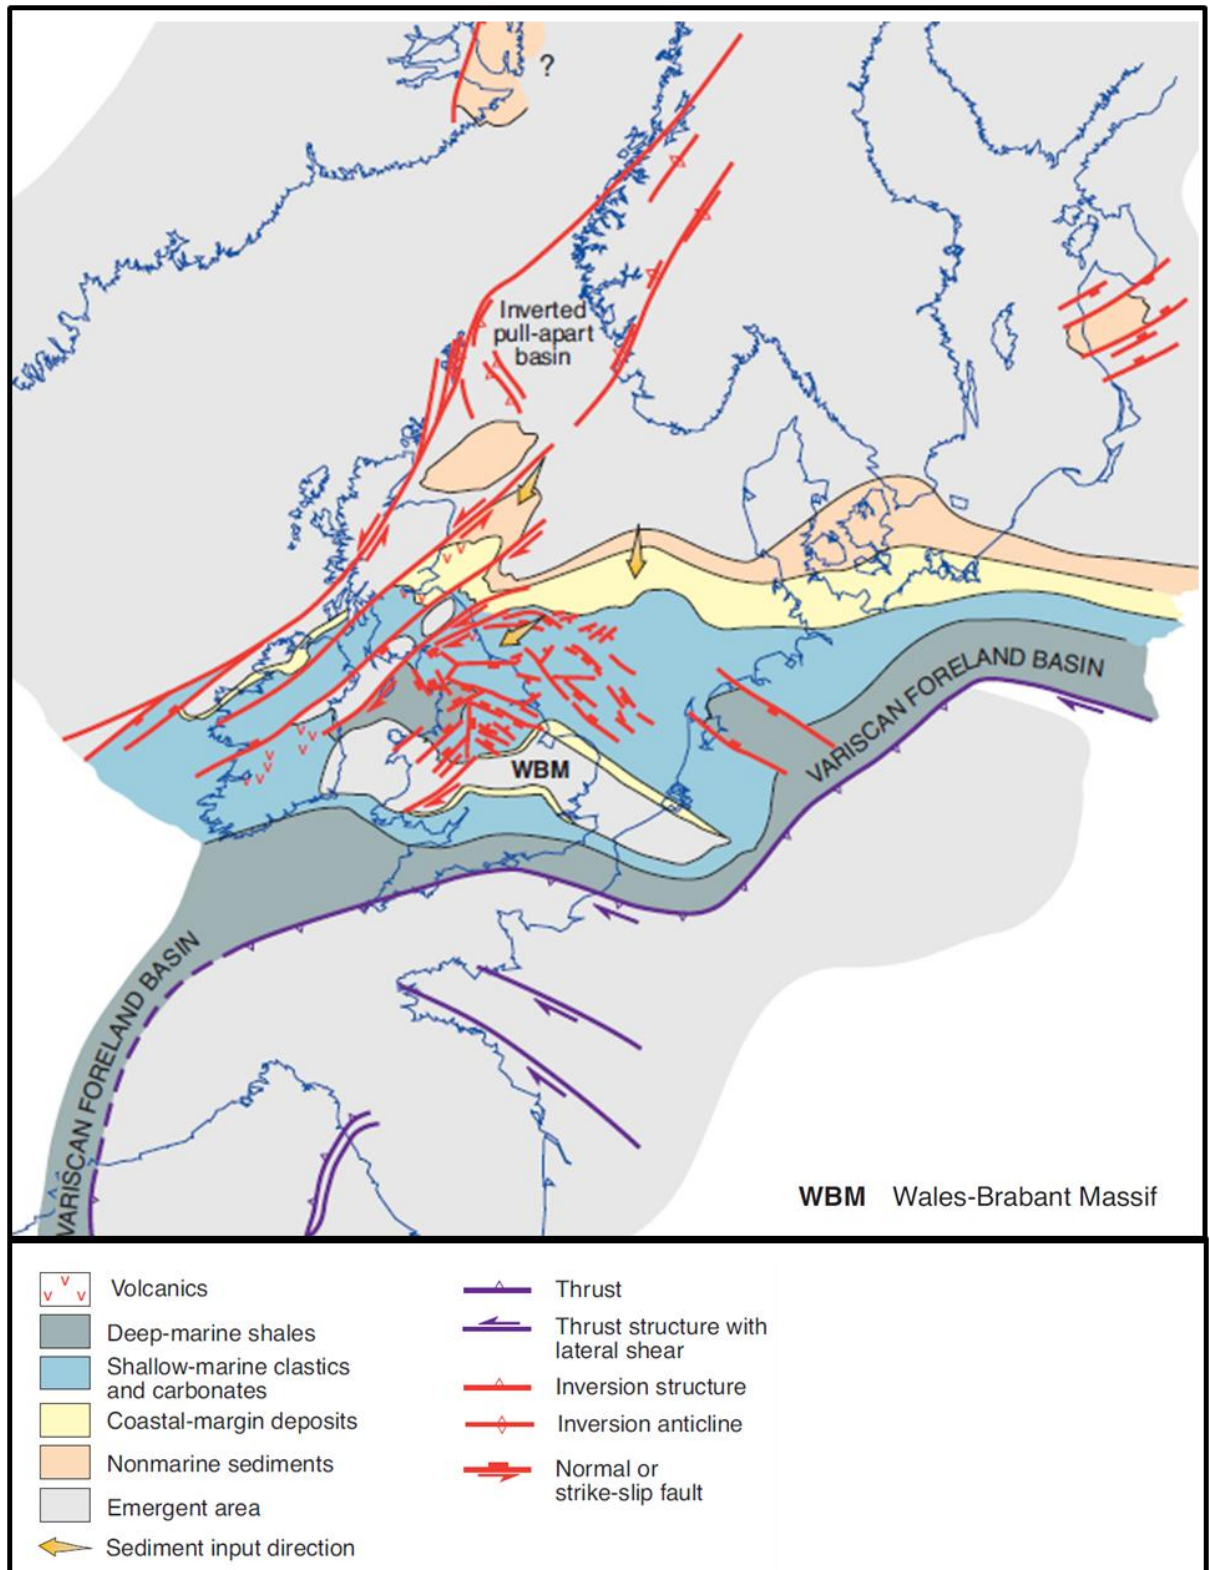 ?
Inverted
pull-apart
basin
VARISCAN FORELAND BASIN
WBM
VARISCAN FORELAND BASIN
WBM Wales-Brabant Massif
v v v Volcanics
Deep-marine shales
Shallow-marine clastics
and carbonates
Coastal-margin deposits
Nonmarine sediments
Emergent area
Sediment input direction
Thrust
Thrust structure with
lateral shear
Inversion structure
Inversion anticline
Normal or
strike-slip fault